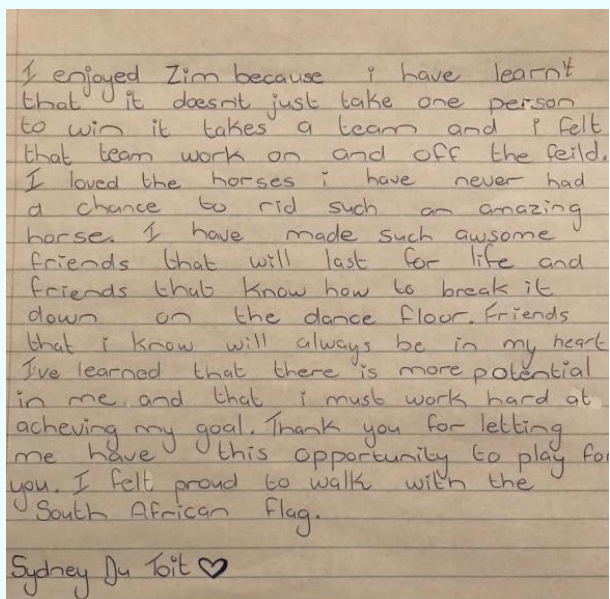 I enjoyed Zim because i have learn't
that it doesnt just take one person
to win it takes a team and i felt
that team work on and off the feild.
I loved the horses i have never had
a chance to rid such an amazing
horse. I have made such awsome
friends that will last for life and
friends that know how to break it
down on the dance floor. Friends
that i know will always be in my heart
I've learned that there is more potential
in me and that i must work hard at
acheving my goal. Thank you for letting
me have this opportunity to play for
you. I felt proud to walk with the
South African flag.
Sydney Du Toit ♡